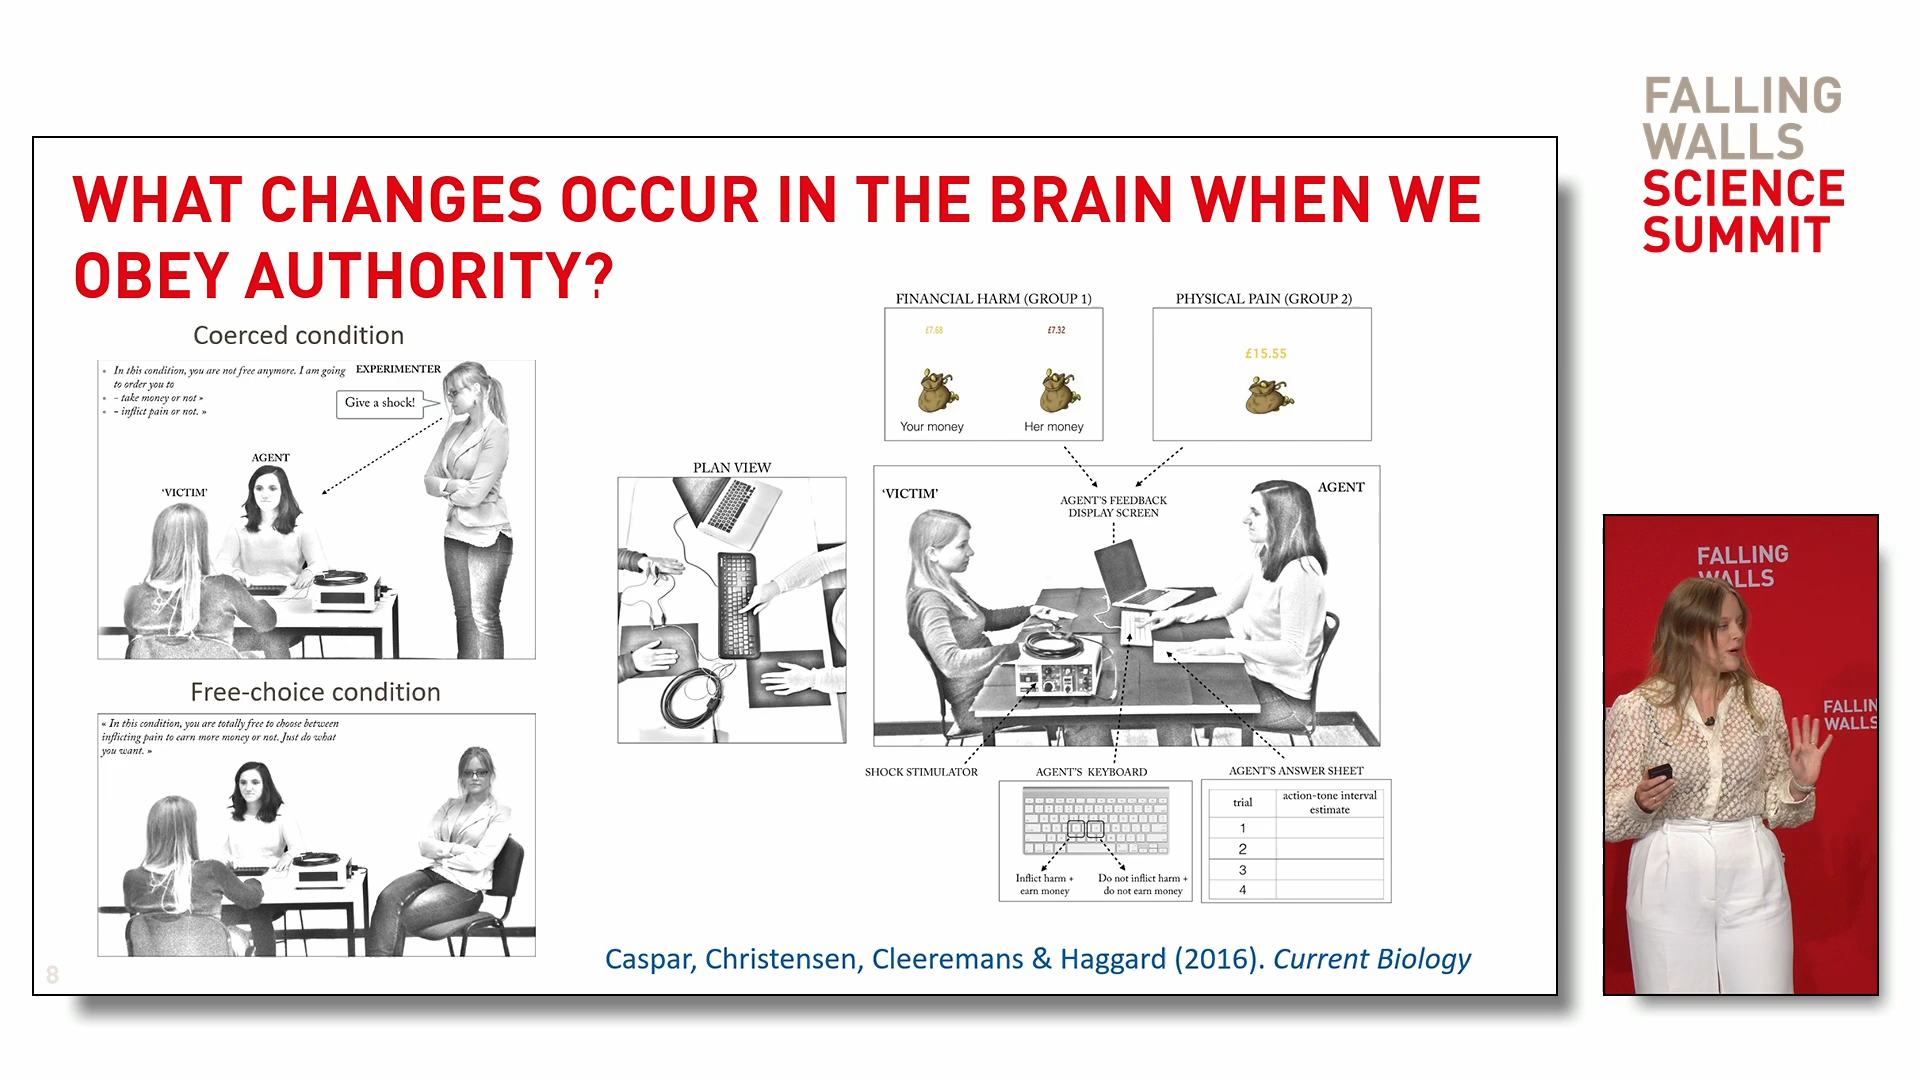 FALLING
WALLS
SCIENCE
SUMMIT
WHAT CHANGES OCCUR IN THE BRAIN WHEN WE
OBEY AUTHORITY?
Coerced condition
• In this condition, you are not free anymore. I am going
to order you to
• - take money or not »
• - inflict pain or not. »
EXPERIMENTER
Give a shock!
AGENT
'VICTIM'
Free-choice condition
« In this condition, you are totally free to choose between
inflicting pain to earn more money or not. Just do what
you want. »
PLAN VIEW
FINANCIAL HARM (GROUP 1)
£7.68 £7.32
Your money Her money
PHYSICAL PAIN (GROUP 2)
£15.55
'VICTIM'
AGENT'S FEEDBACK
DISPLAY SCREEN
AGENT
SHOCK STIMULATOR
AGENT'S KEYBOARD
Inflict harm +
earn money
Do not inflict harm +
do not earn money
AGENT'S ANSWER SHEET
trial
action-tone interval
estimate
1
2
3
4
Caspar, Christensen, Cleeremans & Haggard (2016). Current Biology
8
FALLING
WALLS
FALLIN
WALLS